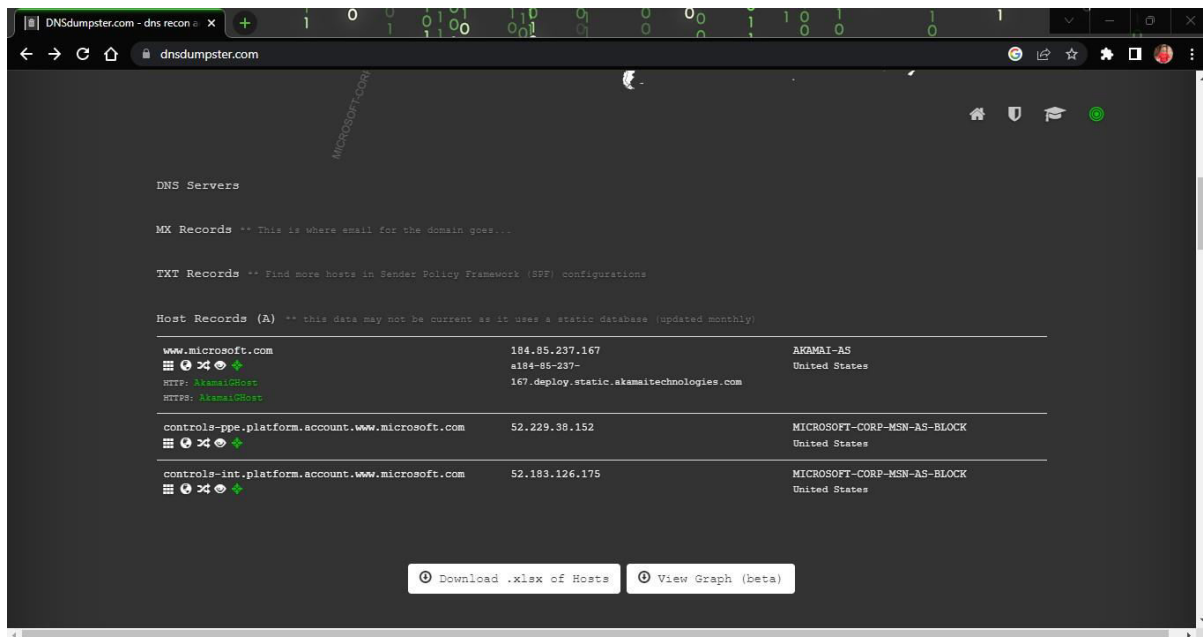 DNSdumpster.com - dns recon a
dnsdumpster.com
MICROSOFT-CORP
DNS Servers
MX Records ** This is where email for the domain goes...
TXT Records ** Find more hosts in Sender Policy Framework (SPF) configurations
Host Records (A) ** this data may not be current as it uses a static database (updated monthly)
www.microsoft.com 184.85.237.167 AKAMAI-AS
a184-85-237- United States
HTTP: AkamaiGHost 167.deploy.static.akamaitechnologies.com
HTTPS: AkamaiGHost
controls-ppe.platform.account.www.microsoft.com 52.229.38.152 MICROSOFT-CORP-MSN-AS-BLOCK
United States
controls-int.platform.account.www.microsoft.com 52.183.126.175 MICROSOFT-CORP-MSN-AS-BLOCK
United States
Download .xlsx of Hosts View Graph (beta)